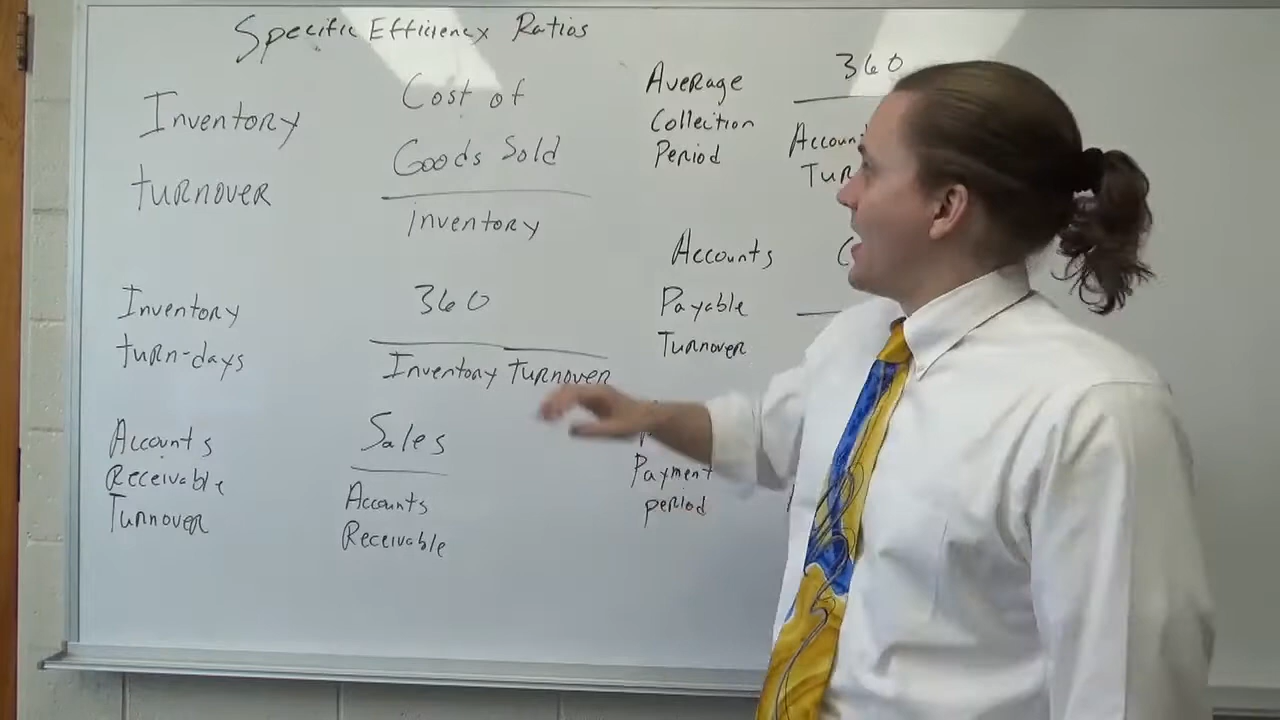 Specific Efficiency Ratios
Inventory
turnover
Cost of
Goods Sold
inventory
Inventory
turn-days
360
Inventory Turnover
Accounts
Receivable
Turnover
Sales
Accounts
Receivable
Average
Collection
Period
360
Accounts
Payable
Turnover
Payment
period